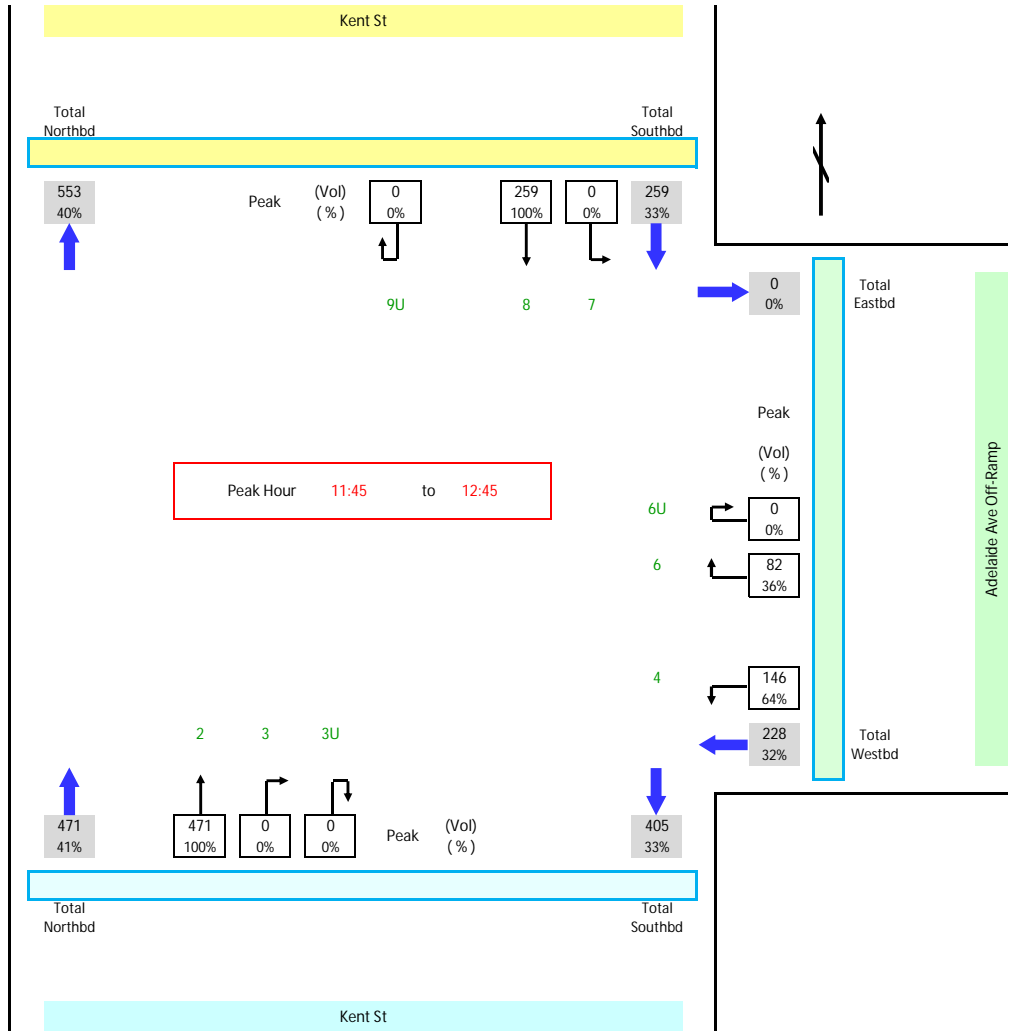 Kent St
Total
Northbd
Total
Southbd
553
40%
Peak
(Vol)
( % )
0
0%
259
100%
0
0%
259
33%
9U
8
7
0
0%
Total
Eastbd
Peak
(Vol)
( % )
Peak Hour 11:45 to 12:45
6U
0
0%
6
82
36%
Adelaide Ave Off-Ramp
4
146
64%
2
3
3U
228
32%
Total
Westbd
471
41%
471
100%
0
0%
0
0%
Peak
(Vol)
( % )
405
33%
Total
Northbd
Total
Southbd
Kent St